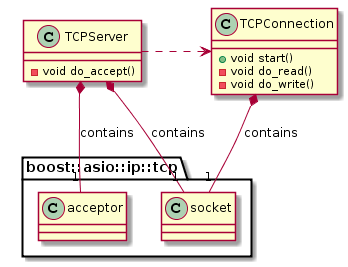 C TCPServer
void do_accept()
C TCPConnection
void start()
void do_read()
void do_write()
contains
contains
contains
boost::asio::ip::tcp
1
1
1
C acceptor
C socket